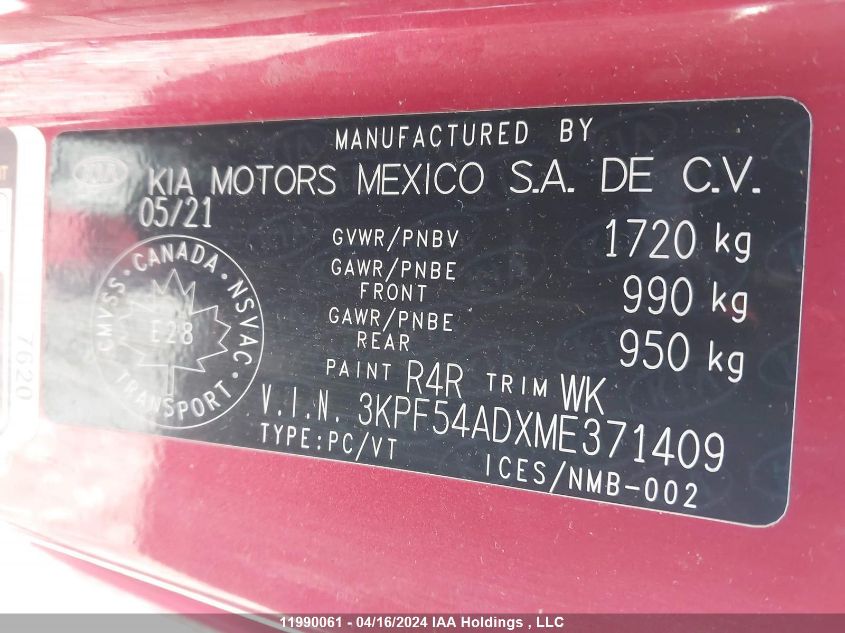 MANUFACTURED BY
KIA MOTORS MEXICO S.A. DE C.V.
05/21
GVWR/PNBV 1720 kg
GAWR/PNBE FRONT 990 kg
GAWR/PNBE REAR 950 kg
CMVSS • CANADA • NSVAC • TRANSPORT •
E28
PAINT R4R TRIM WK
V.I.N. 3KPF54ADXME371409
TYPE:PC/VT
ICES/NMB-002
7620
11990061 - 04/16/2024 IAA Holdings , LLC